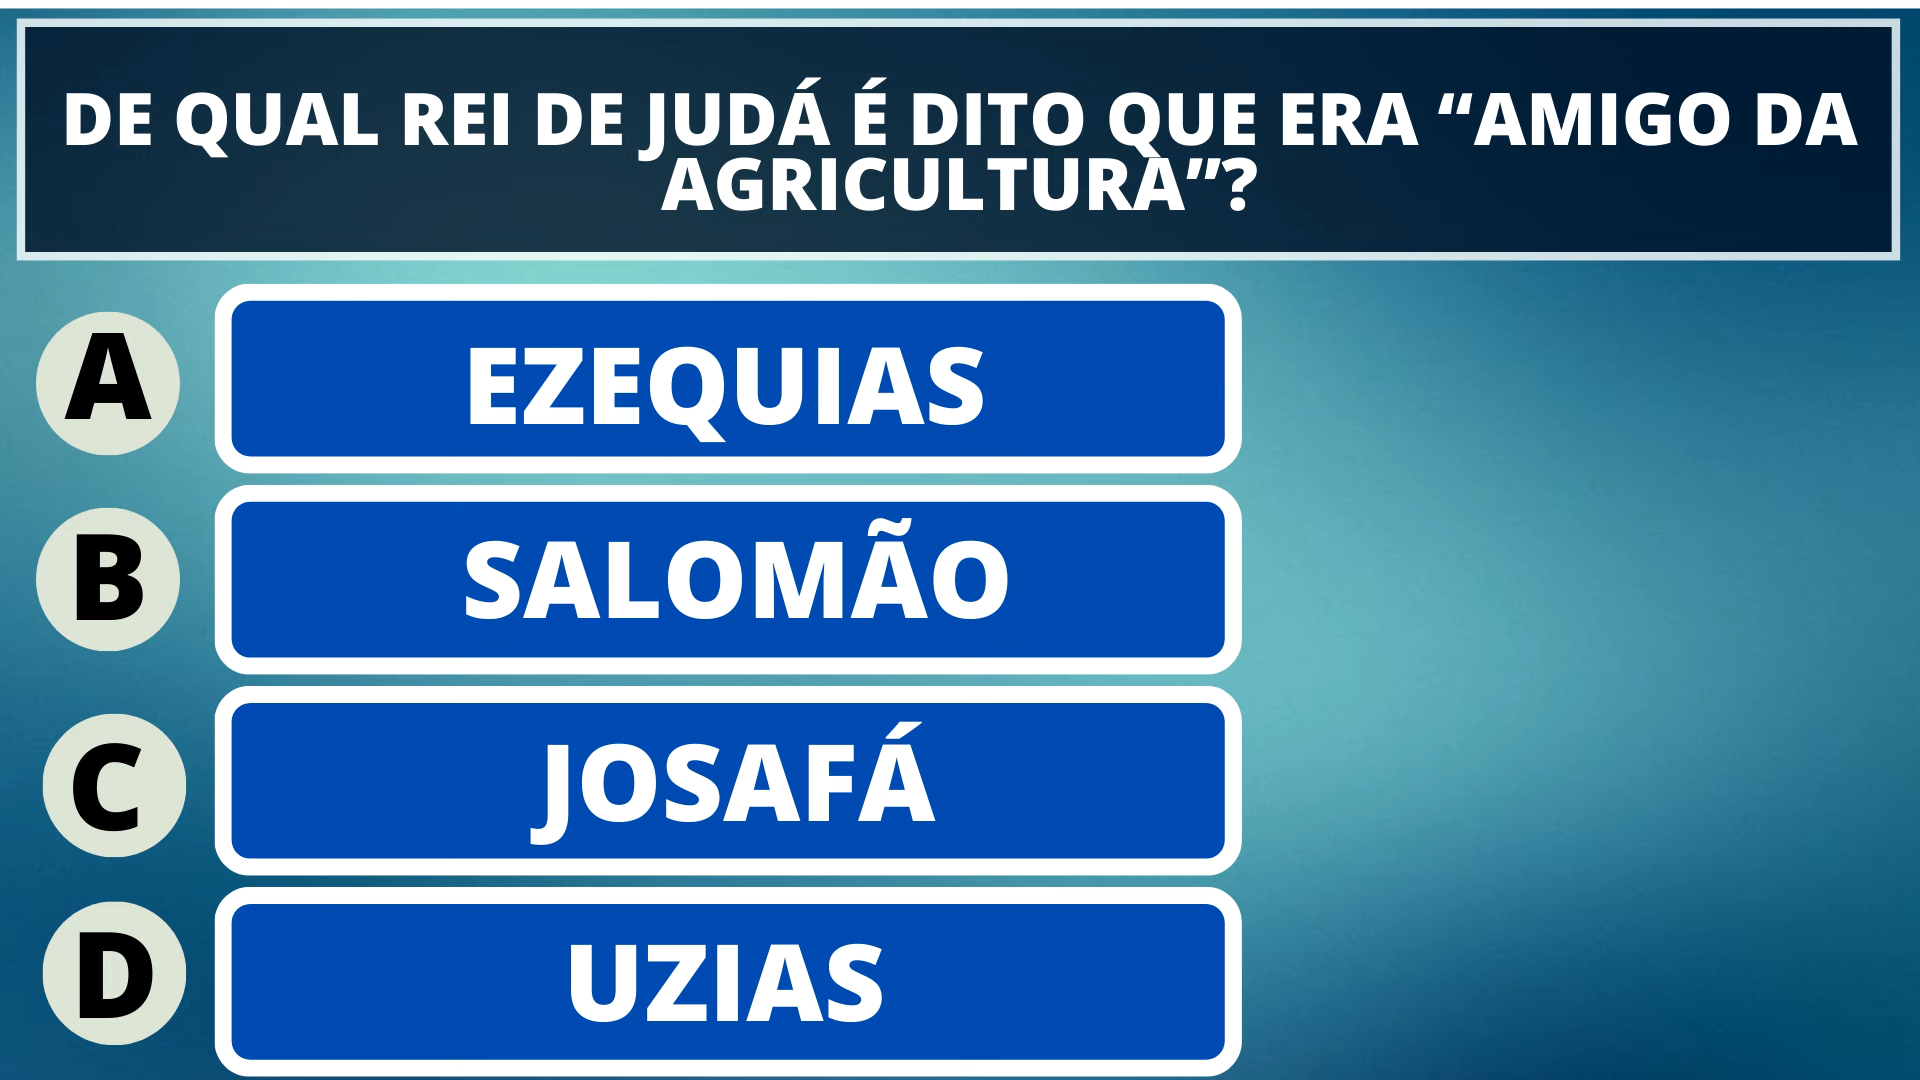 DE QUAL REI DE JUDÁ É DITO QUE ERA “AMIGO DA
AGRICULTURA”?
A
EZEQUIAS
B
SALOMÃO
C
JOSAFÁ
D
UZIAS